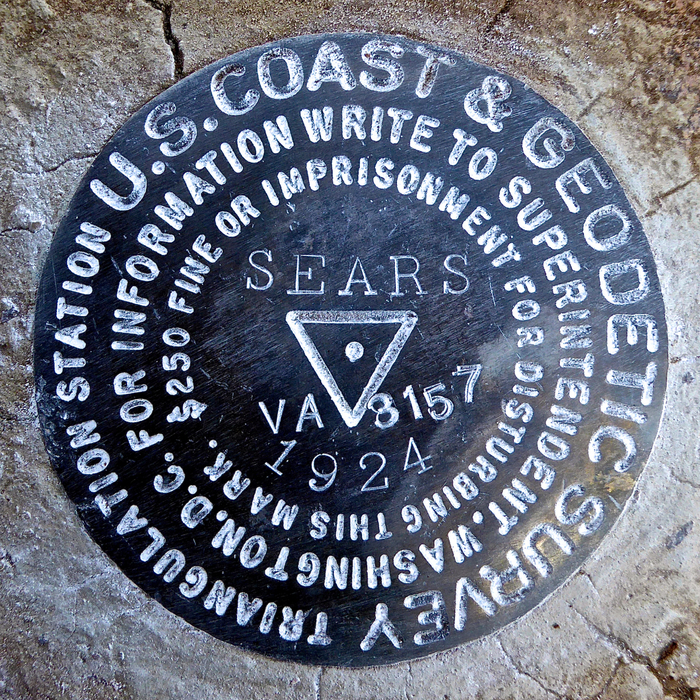 U.S. COAST & GEODETIC SURVEY
TRIANGULATION STATION
FOR INFORMATION WRITE TO SUPERINTENDENT. WASHINGTON. D. C.
$250 FINE OR IMPRISONMENT FOR DISTURBING THIS MARK.
SEARS
VA 3157
1924